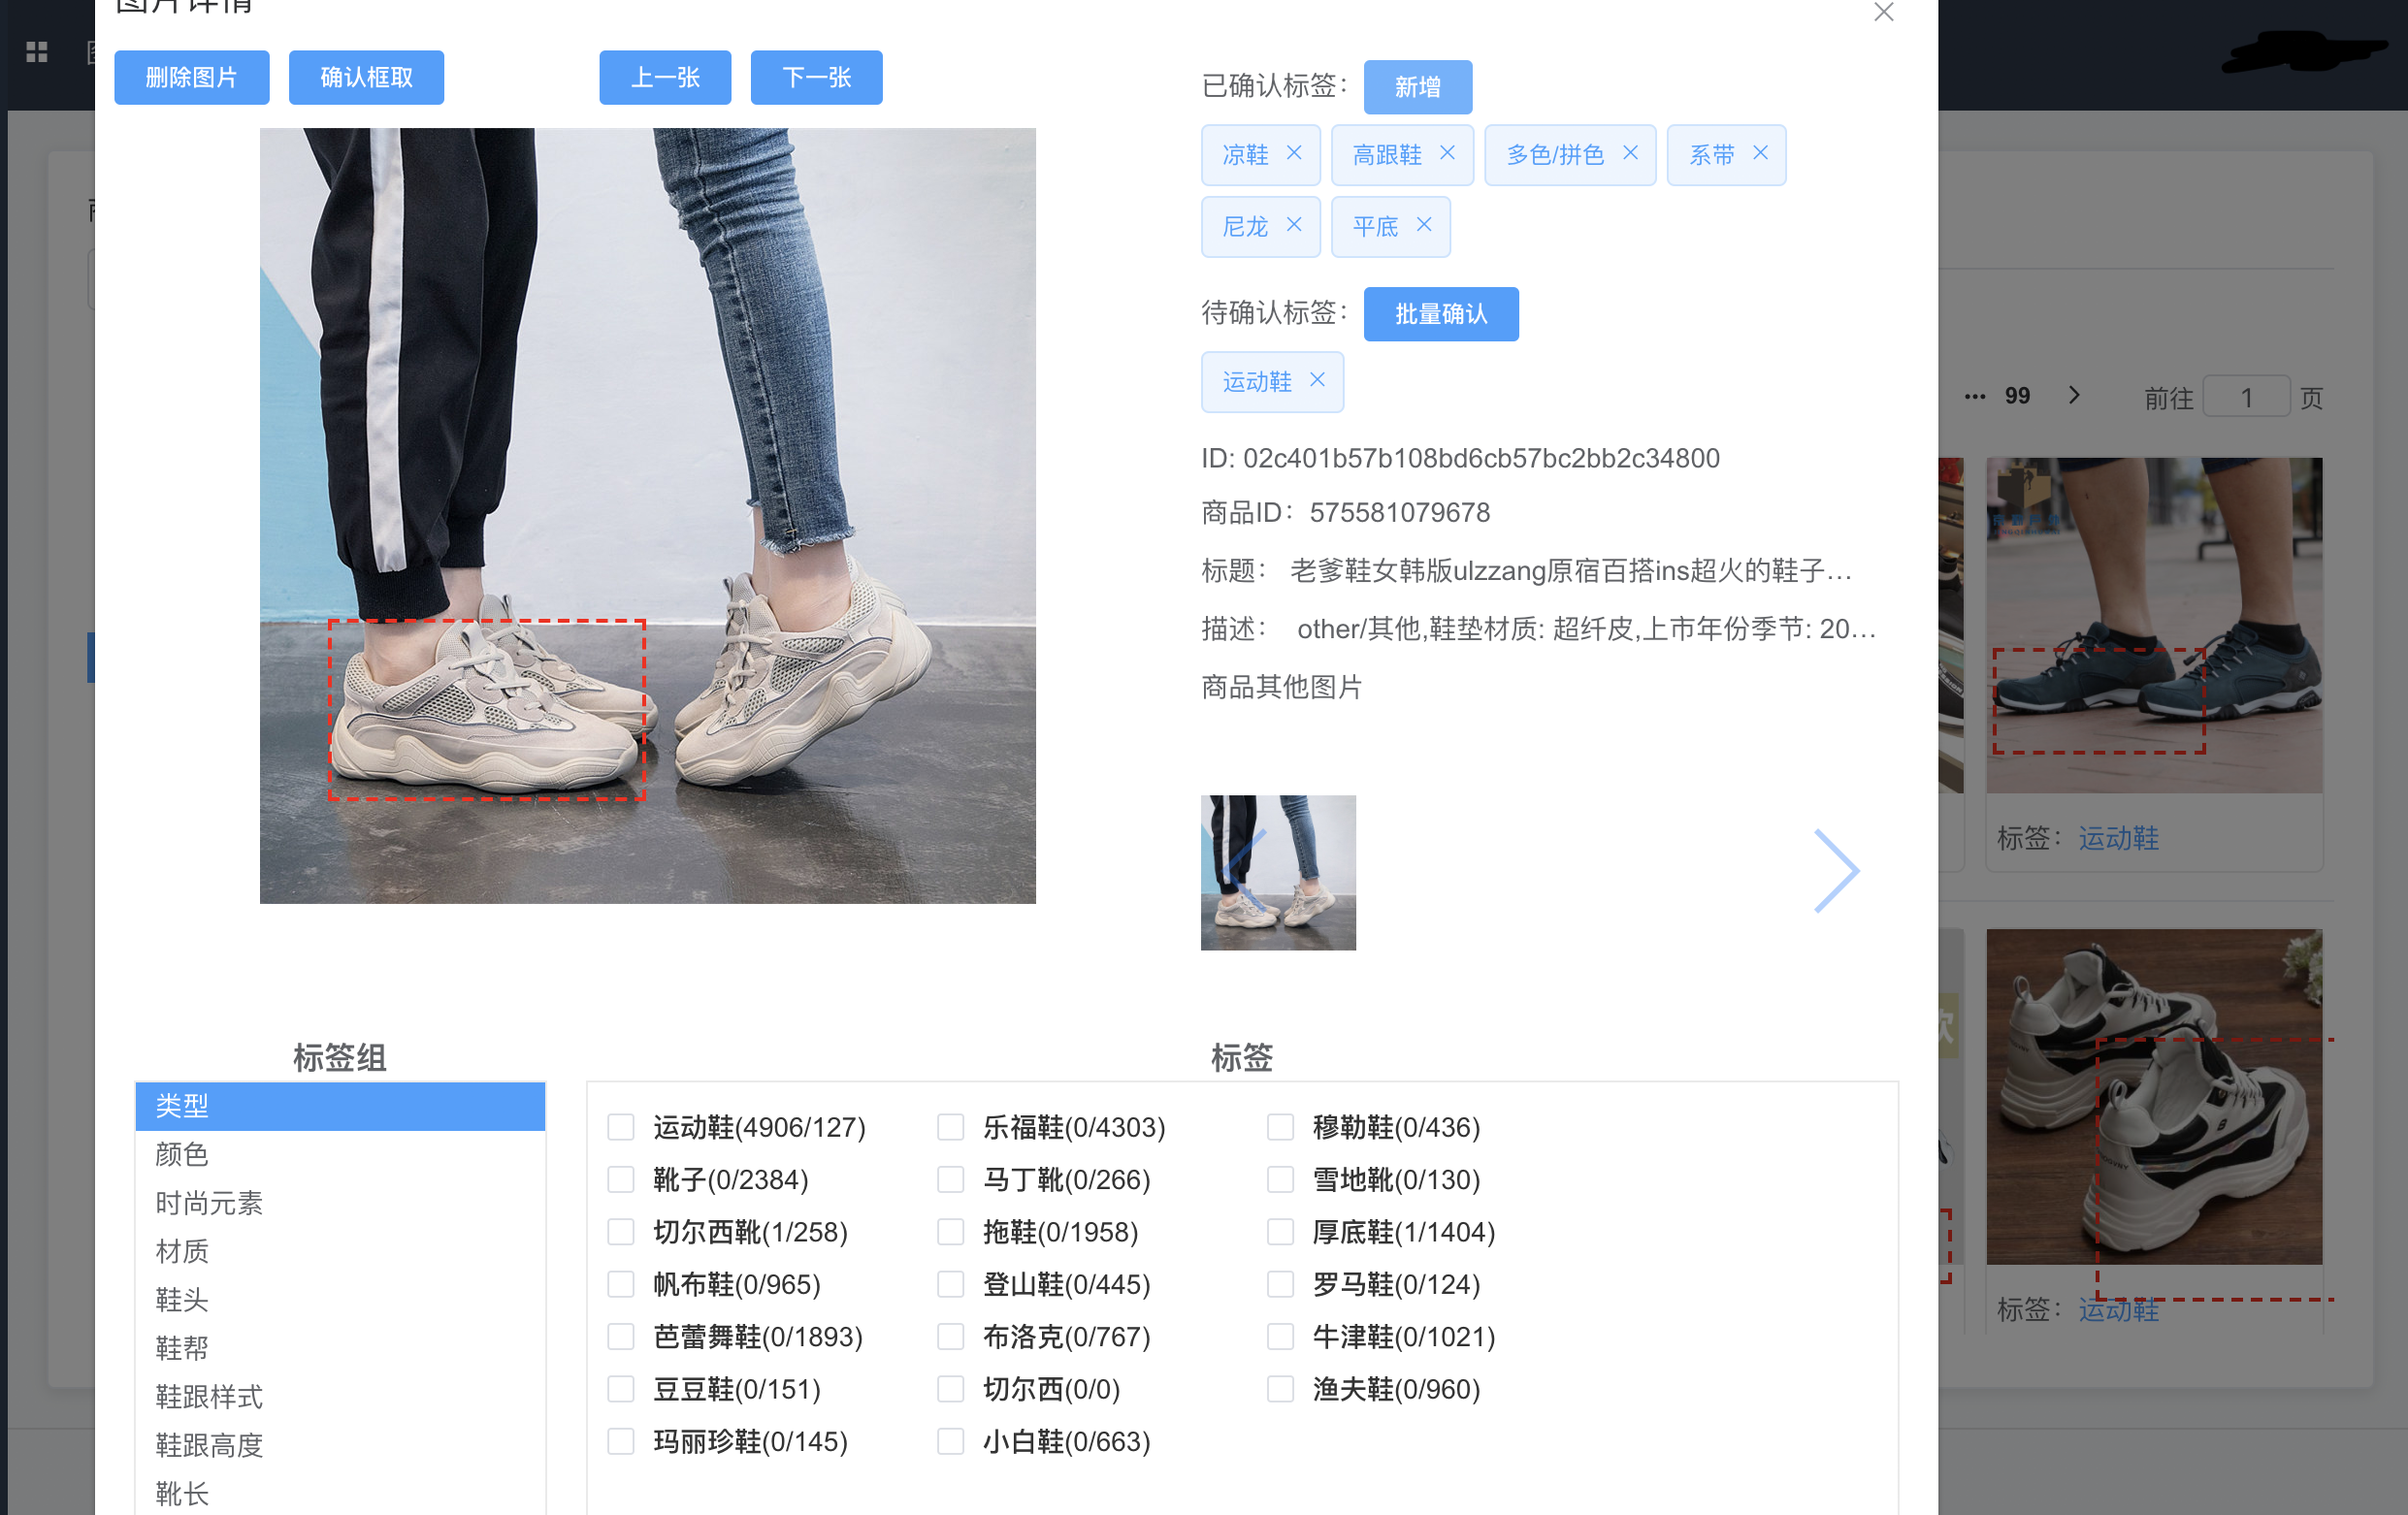 删除图片 确认框取 上一张 下一张
已确认标签： 新增
凉鞋 高跟鞋 多色/拼色 系带
尼龙 平底
待确认标签： 批量确认
运动鞋
ID: 02c401b57b108bd6cb57bc2bb2c34800
商品ID：575581079678
标题： 老爹鞋女韩版ulzzang原宿百搭ins超火的鞋子…
描述： other/其他,鞋垫材质: 超纤皮,上市年份季节: 20…
商品其他图片
标签组
类型
颜色
时尚元素
材质
鞋头
鞋帮
鞋跟样式
鞋跟高度
靴长
标签
运动鞋(4906/127) 乐福鞋(0/4303) 穆勒鞋(0/436)
靴子(0/2384) 马丁靴(0/266) 雪地靴(0/130)
切尔西靴(1/258) 拖鞋(0/1958) 厚底鞋(1/1404)
帆布鞋(0/965) 登山鞋(0/445) 罗马鞋(0/124)
芭蕾舞鞋(0/1893) 布洛克(0/767) 牛津鞋(0/1021)
豆豆鞋(0/151) 切尔西(0/0) 渔夫鞋(0/960)
玛丽珍鞋(0/145) 小白鞋(0/663)
••• 99 前往 1 页
标签： 运动鞋
标签： 运动鞋